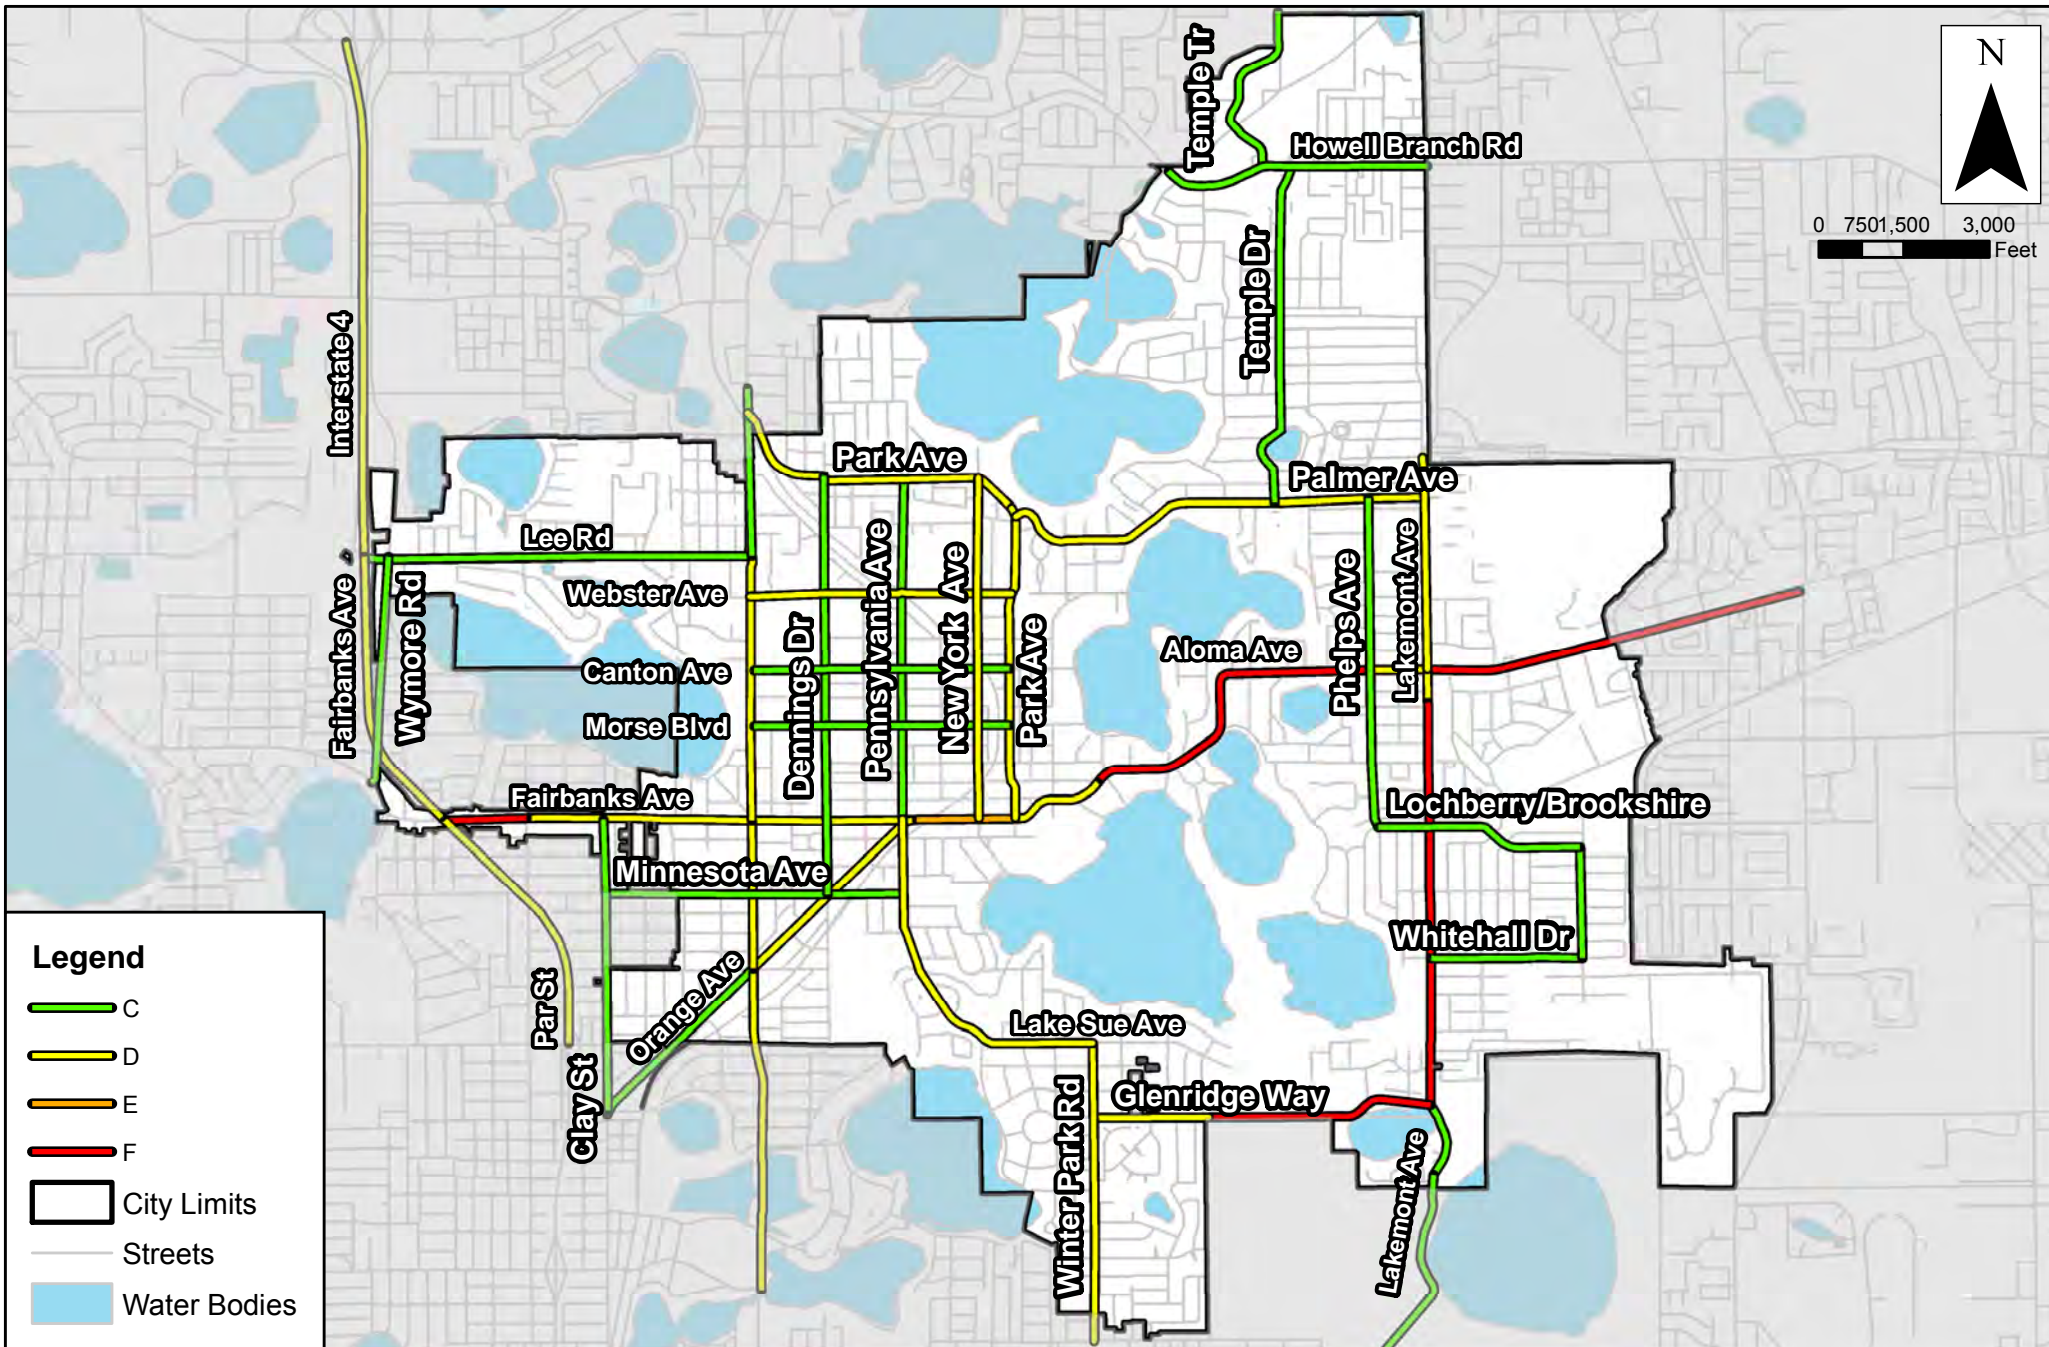 Temple Tr
N
Howell Branch Rd
0 750 1,500 3,000
Feet
Temple Dr
Interstate 4
Park Ave
Palmer Ave
Lee Rd
Webster Ave
Fairbanks Ave
Wymore Rd
Pennsylvania Ave
New York Ave
Phelps Ave
Lakemont Ave
Dennings Dr
Park Ave
Aloma Ave
Canton Ave
Morse Blvd
Fairbanks Ave
Lochberry/Brookshire
Minnesota Ave
Whitehall Dr
Orange Ave
Par St
Lake Sue Ave
Clay St
Winter Park Rd
Glenridge Way
Lakemont Ave
Legend
C
D
E
F
City Limits
Streets
Water Bodies